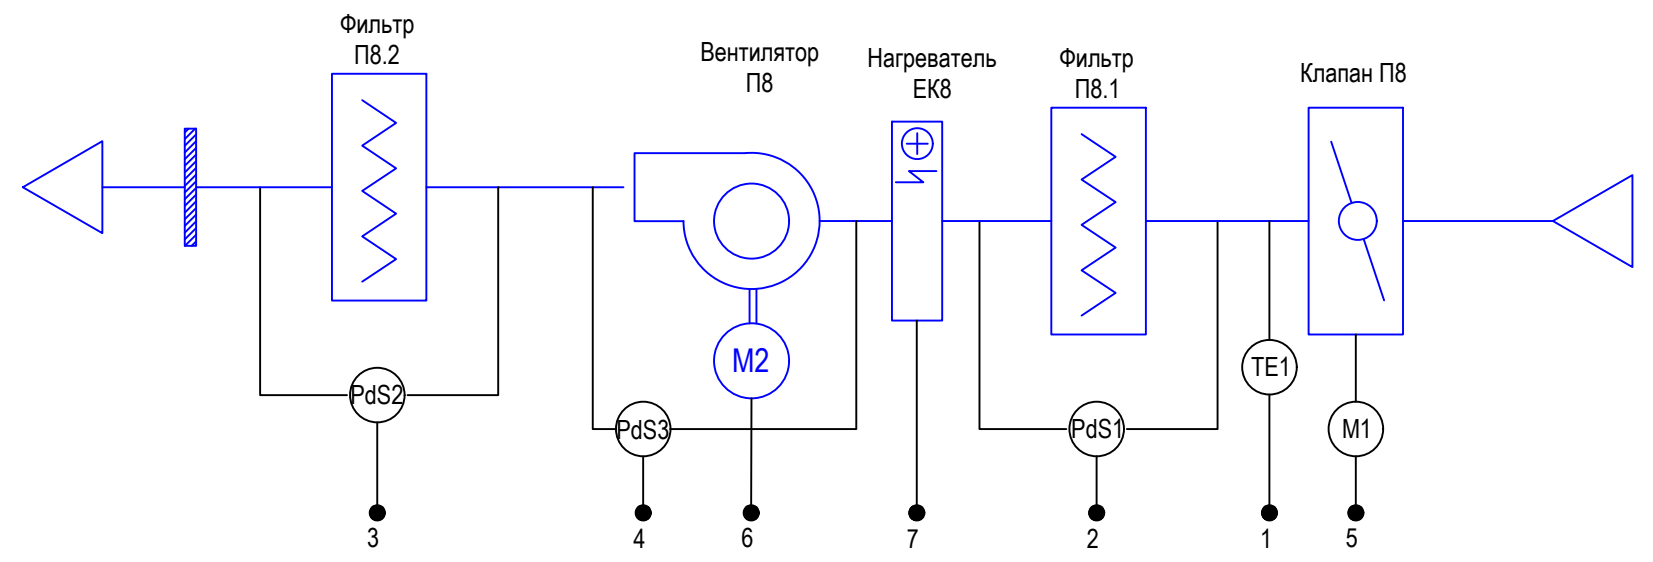 Фильтр
П8.2
Вентилятор
П8
Нагреватель
ЕК8
Фильтр
П8.1
Клапан П8
M2
TE1
PdS2
PdS3
PdS1
M1
3
4
6
7
2
1
5